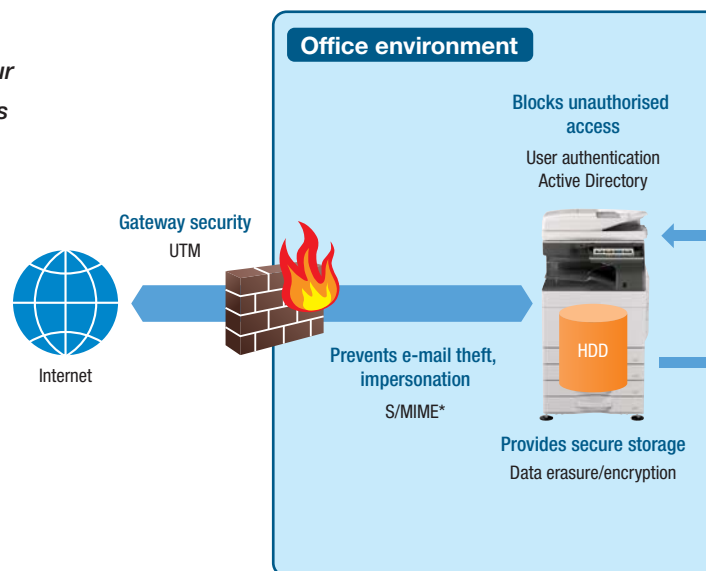 Office environment
Blocks unauthorised
access
User authentication
Active Directory
Gateway security
UTM
Internet
HDD
Prevents e-mail theft,
impersonation
S/MIME*
Provides secure storage
Data erasure/encryption